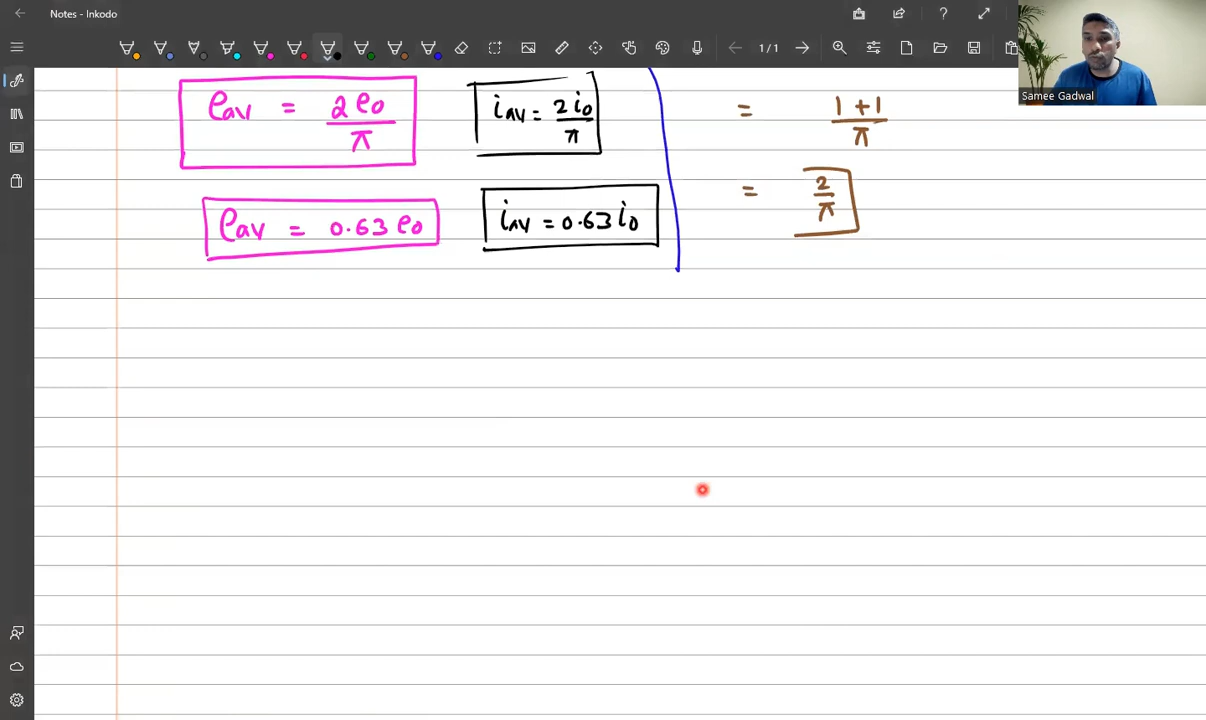 Notes - Inkodo
1/1
Samee Gadwal
eav = 2e0/π
iav = 2i0/π
eav = 0.63 e0
iav = 0.63 i0
= 1+1/π
= 2/π